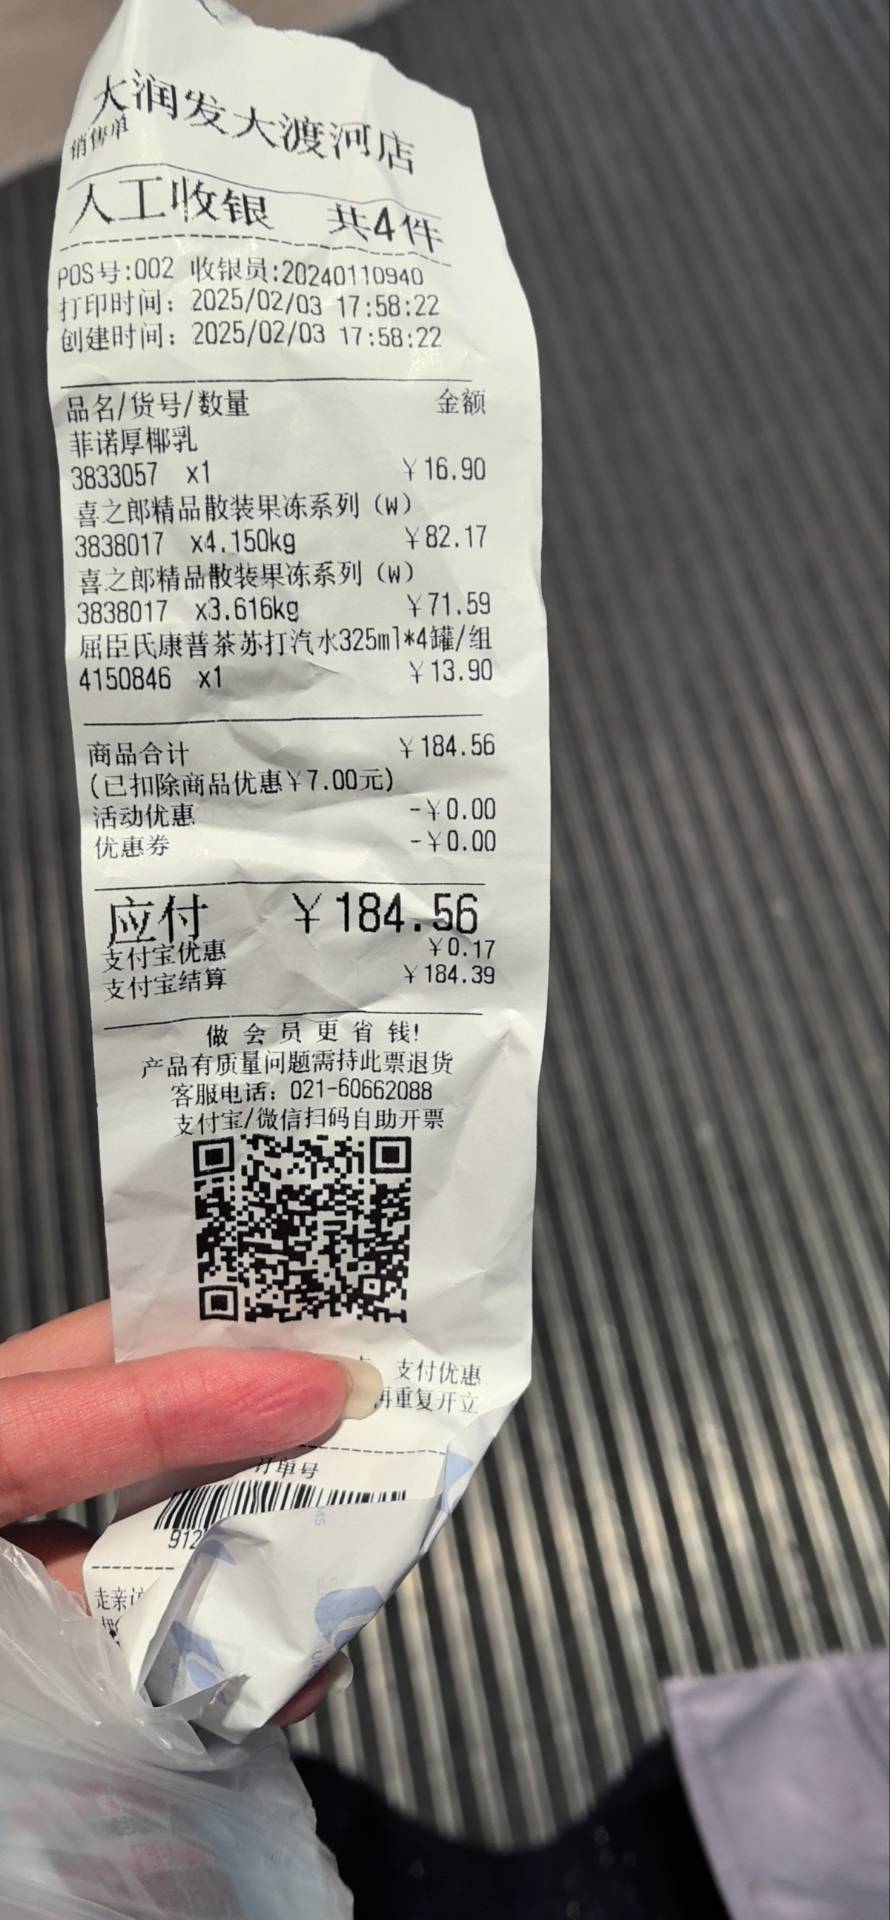 大润发大渡河店
销售单
人工收银 共4件
POS号:002 收银员:20240110940
打印时间：2025/02/03 17:58:22
创建时间：2025/02/03 17:58:22
品名/货号/数量 金额
菲诺厚椰乳
3833057 x1 ￥16.90
喜之郎精品散装果冻系列（W）
3838017 x4.150kg ￥82.17
喜之郎精品散装果冻系列（W）
3838017 x3.616kg ￥71.59
屈臣氏康普茶苏打汽水325ml*4罐/组
4150846 x1 ￥13.90
商品合计 ￥184.56
(已扣除商品优惠￥7.00元)
活动优惠 -￥0.00
优惠券 -￥0.00
应付 ￥184.56
支付宝优惠 ￥0.17
支付宝结算 ￥184.39
做会员更省钱!
产品有质量问题需持此票退货
客服电话：021-60662088
支付宝/微信扫码自助开票
支付优惠
再重复开立
订单号
912
走亲访